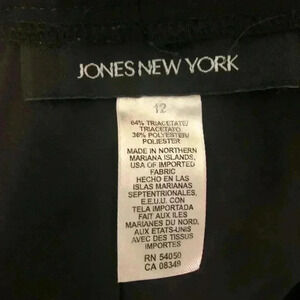 JONES NEW YORK
12
64% TRIACETATE/
TRIACETATO
36% POLYESTER/
POLIESTER
MADE IN NORTHERN
MARIANA ISLANDS,
USA OF IMPORTED
FABRIC
HECHO EN LAS
ISLAS MARIANAS
SEPTENTRIONALES,
E.E.U.U. CON
TELA IMPORTADA
FAIT AUX ILES
MARIANES DU NORD,
AUX ETATS-UNIS
AVEC DES TISSUS
IMPORTES
RN 54050
CA 08349